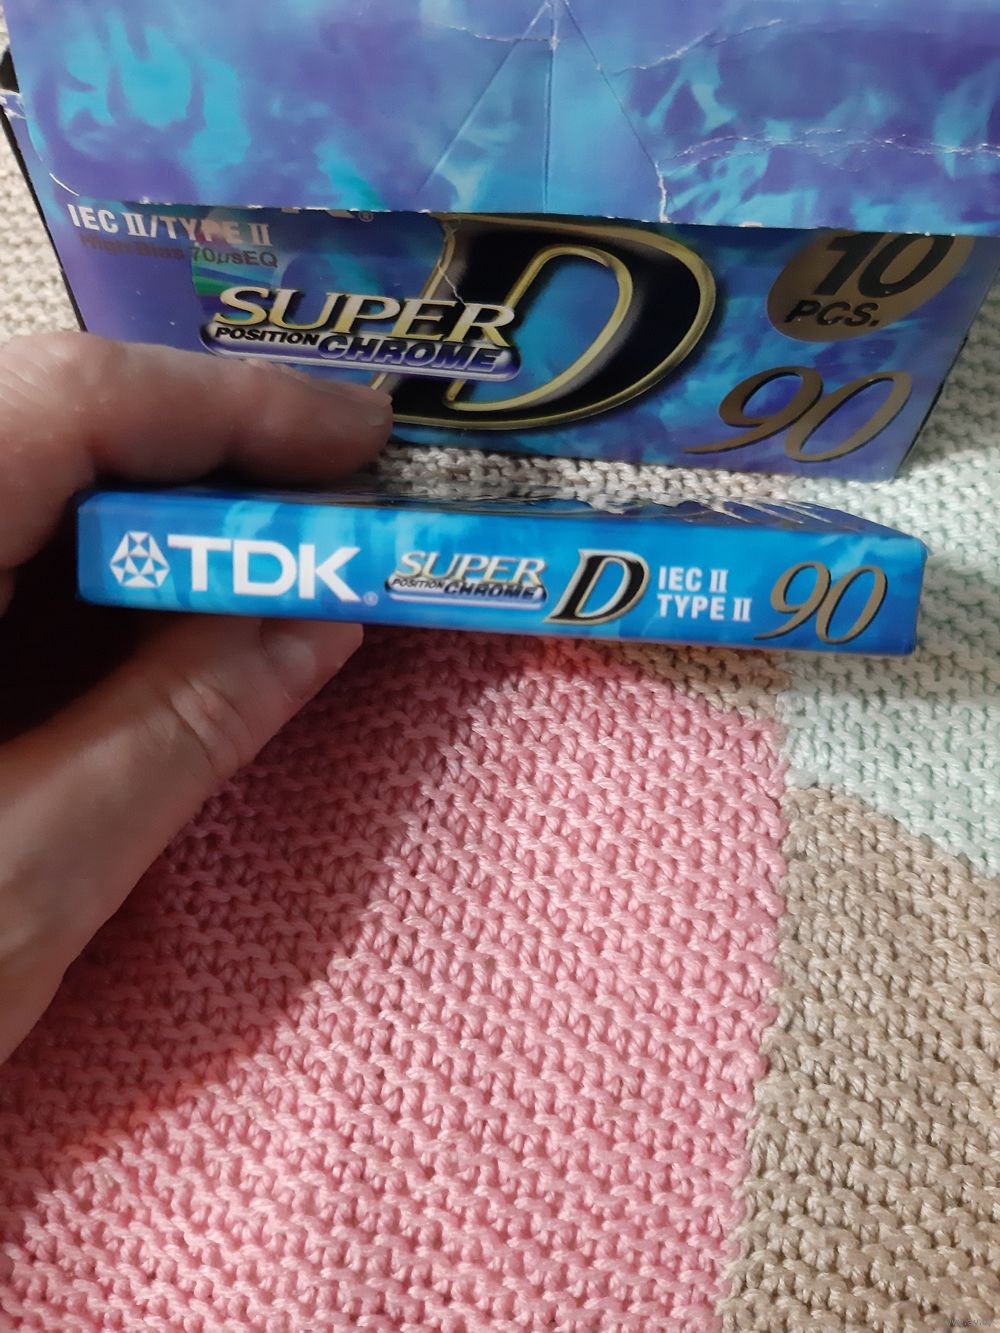 IEC II/TYPE II
High Bias 70µsEQ
SUPER
POSITION CHROME
D
10
PCS.
90
TDK®
SUPER
POSITION CHROME
D
IEC II
TYPE II
90